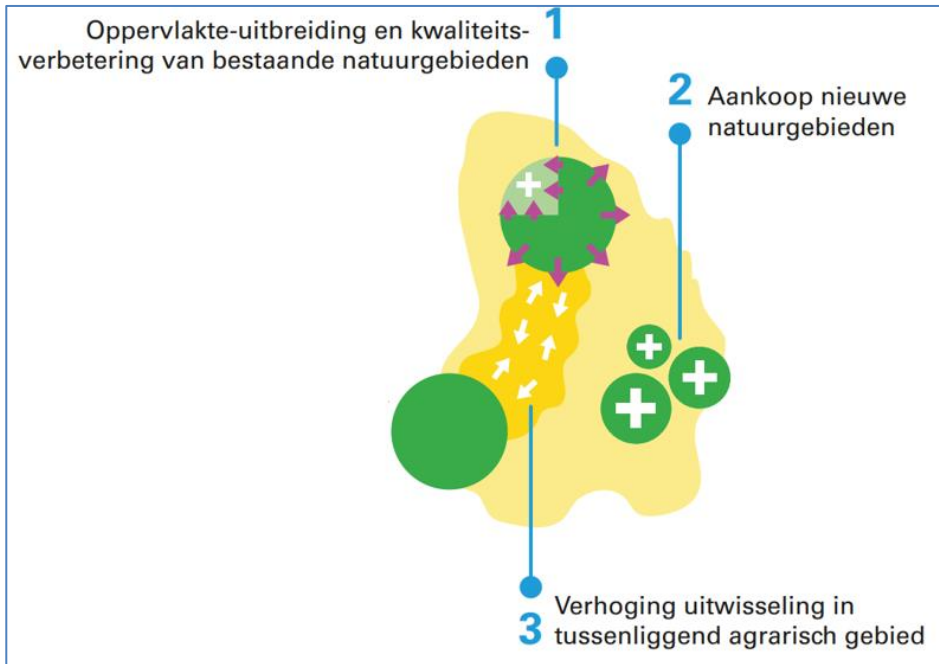 1
Oppervlakte-uitbreiding en kwaliteits-
verbetering van bestaande natuurgebieden
2
Aankoop nieuwe
natuurgebieden
3
Verhoging uitwisseling in
tussenliggend agrarisch gebied